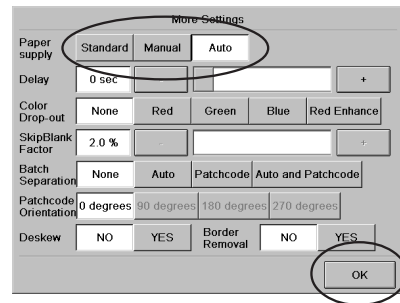 More Settings
Paper supply Standard Manual Auto
Delay 0 sec - +
Color Drop-out None Red Green Blue Red Enhance
SkipBlank Factor 2.0 % - +
Batch Separation None Auto Patchcode Auto and Patchcode
Patchcode Orientation 0 degrees 90 degrees 180 degrees 270 degrees
Deskew NO YES Border Removal NO YES
OK